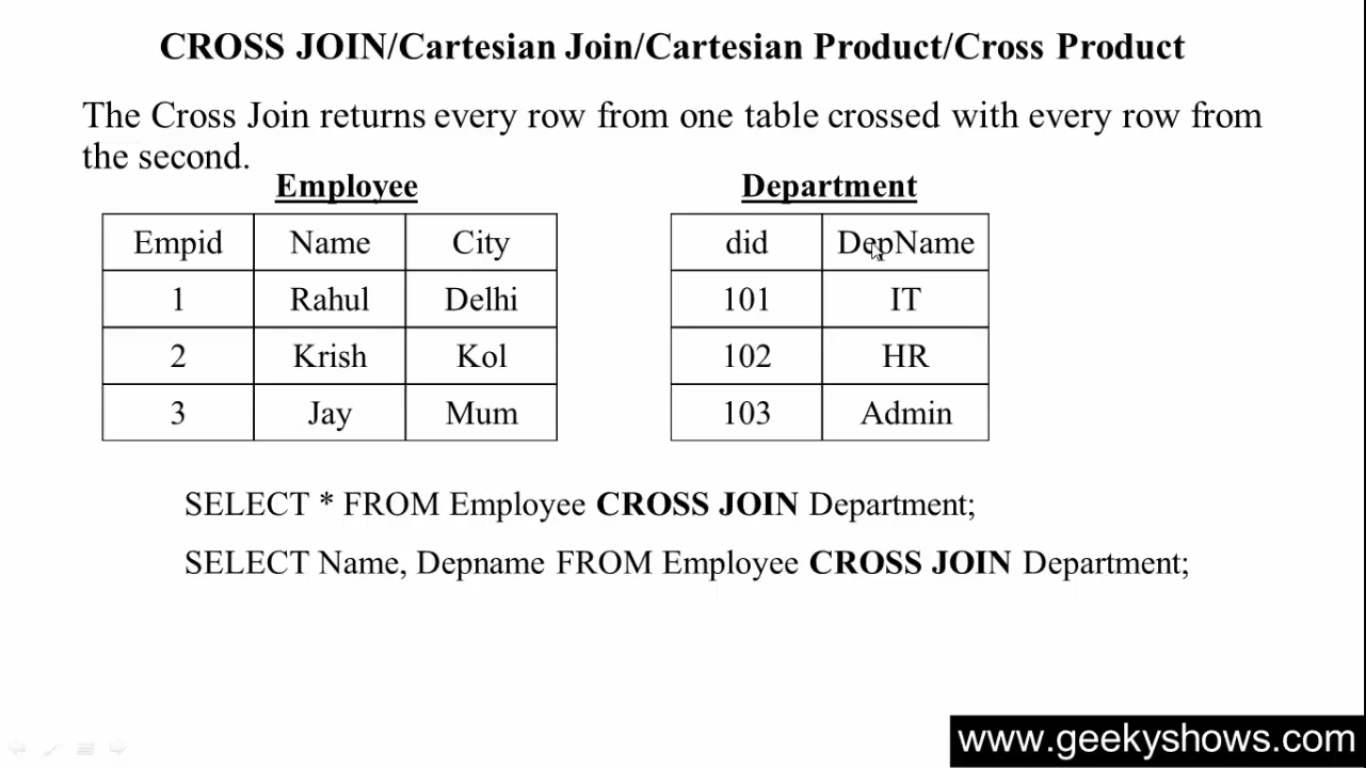 CROSS JOIN/Cartesian Join/Cartesian Product/Cross Product
The Cross Join returns every row from one table crossed with every row from
the second.
Employee
Empid Name City
1 Rahul Delhi
2 Krish Kol
3 Jay Mum
Department
did DepName
101 IT
102 HR
103 Admin
SELECT * FROM Employee CROSS JOIN Department;
SELECT Name, Depname FROM Employee CROSS JOIN Department;
www.geekyshows.com